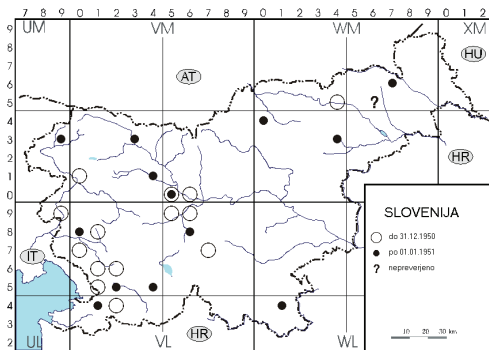 7 8 9 0 1 2 3 4 5 6 7 8 9 0 1 2 3 4 5 6 7 8 9 0 1 2
9 UM VM WM XM
8
7 AT HU
6 ?
5
4
3
2 HR
1
0
9 SLOVENIJA
8 do 31.12.1950
7 po 01.01.1951
6 IT ? nepreverjeno
5
4
3 HR 10 20 30 km
2 UL VL WL